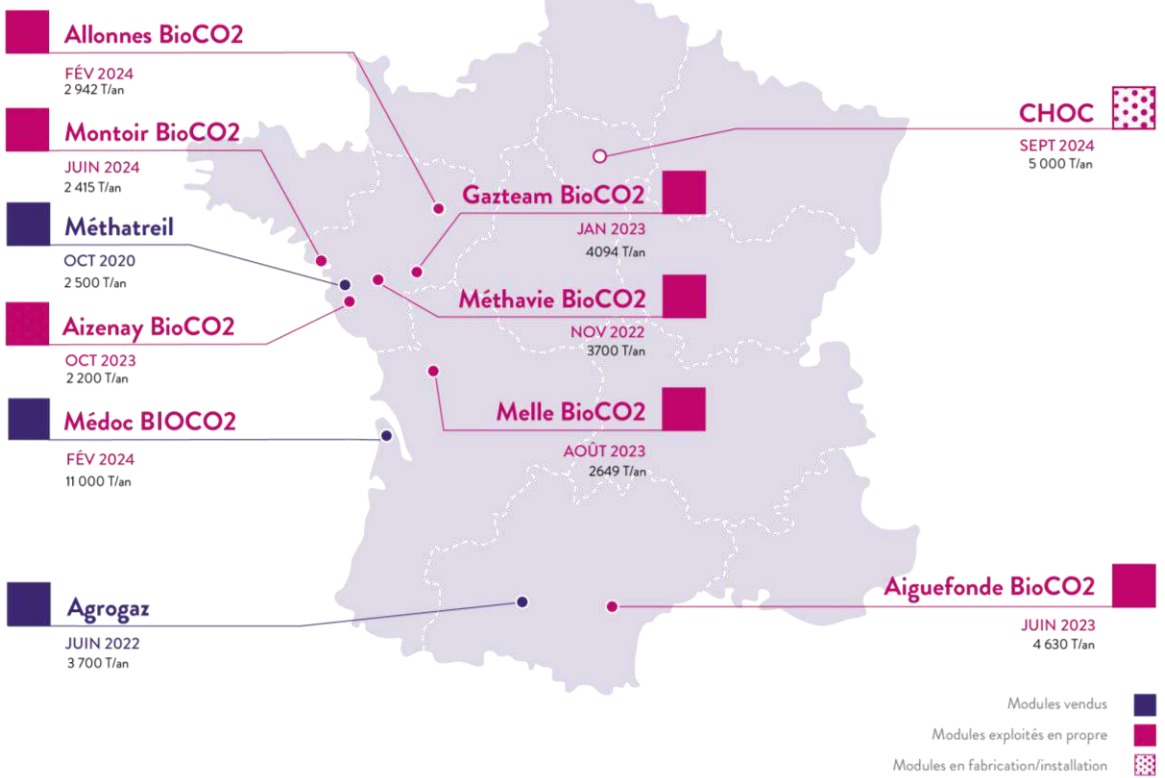 Allonnes BioCO2
FÉV 2024
2 942 T/an
Montoir BioCO2
JUIN 2024
2 415 T/an
Méthatreil
OCT 2020
2 500 T/an
Aizenay BioCO2
OCT 2023
2 200 T/an
Médoc BIOCO2
FÉV 2024
11 000 T/an
Agrogaz
JUIN 2022
3 700 T/an
Gazteam BioCO2
JAN 2023
4094 T/an
Méthavie BioCO2
NOV 2022
3700 T/an
Melle BioCO2
AOÛT 2023
2649 T/an
CHOC
SEPT 2024
5 000 T/an
Aiguefonde BioCO2
JUIN 2023
4 630 T/an
Modules vendus
Modules exploités en propre
Modules en fabrication/installation